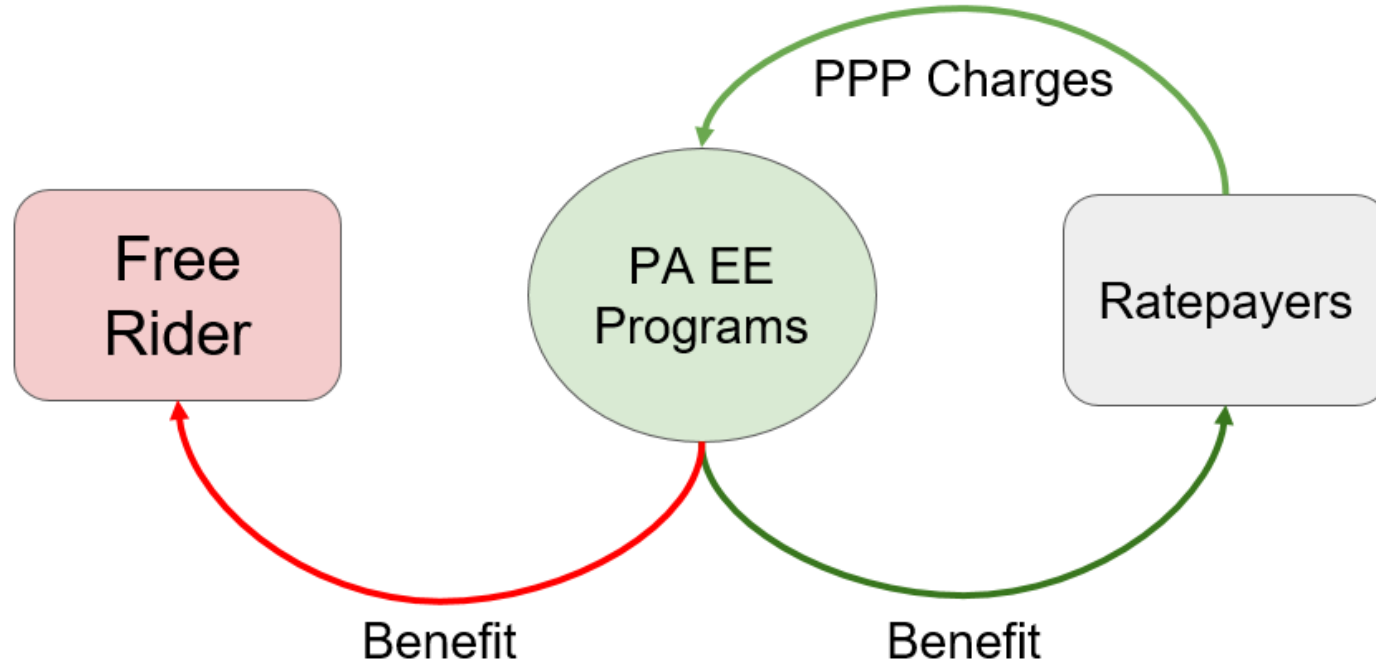 PPP Charges
Free
Rider
PA EE
Programs
Ratepayers
Benefit
Benefit